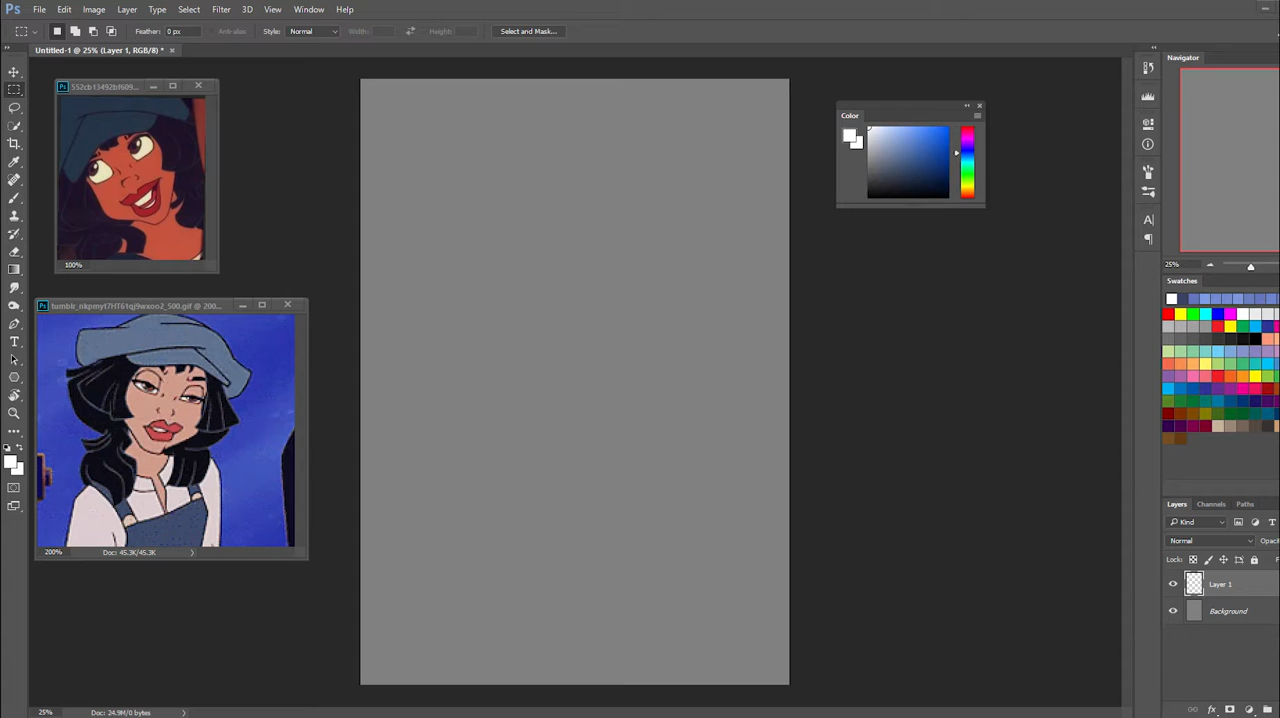 Ps File Edit Image Layer Type Select Filter 3D View Window Help
Feather: 0 px Anti-alias Style: Normal Width: Height: Select and Mask...
Untitled-1 @ 25% (Layer 1, RGB/8) *
Navigator
552cb13492bf609...
Color
A
25%
100%
Swatches
tumblr_nkpmyt7HT61qj9wxoo2_500.gif @ 200...
T
Layers Channels Paths
Kind T
Normal Opaci
200% Doc: 45.3K/45.3K
Lock: F
Layer 1
Background
fx
25% Doc: 24.9M/0 bytes